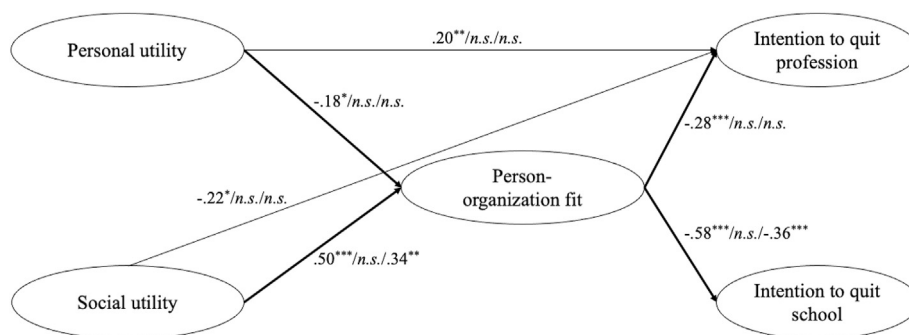 Personal utility
.20**/n.s./n.s.
Intention to quit
profession
-.18*/n.s./n.s.
-.28***/n.s./n.s.
Person-
organization fit
-.22*/n.s./n.s.
-.58***/n.s./-.36***
.50***/n.s./.34**
Social utility
Intention to quit
school